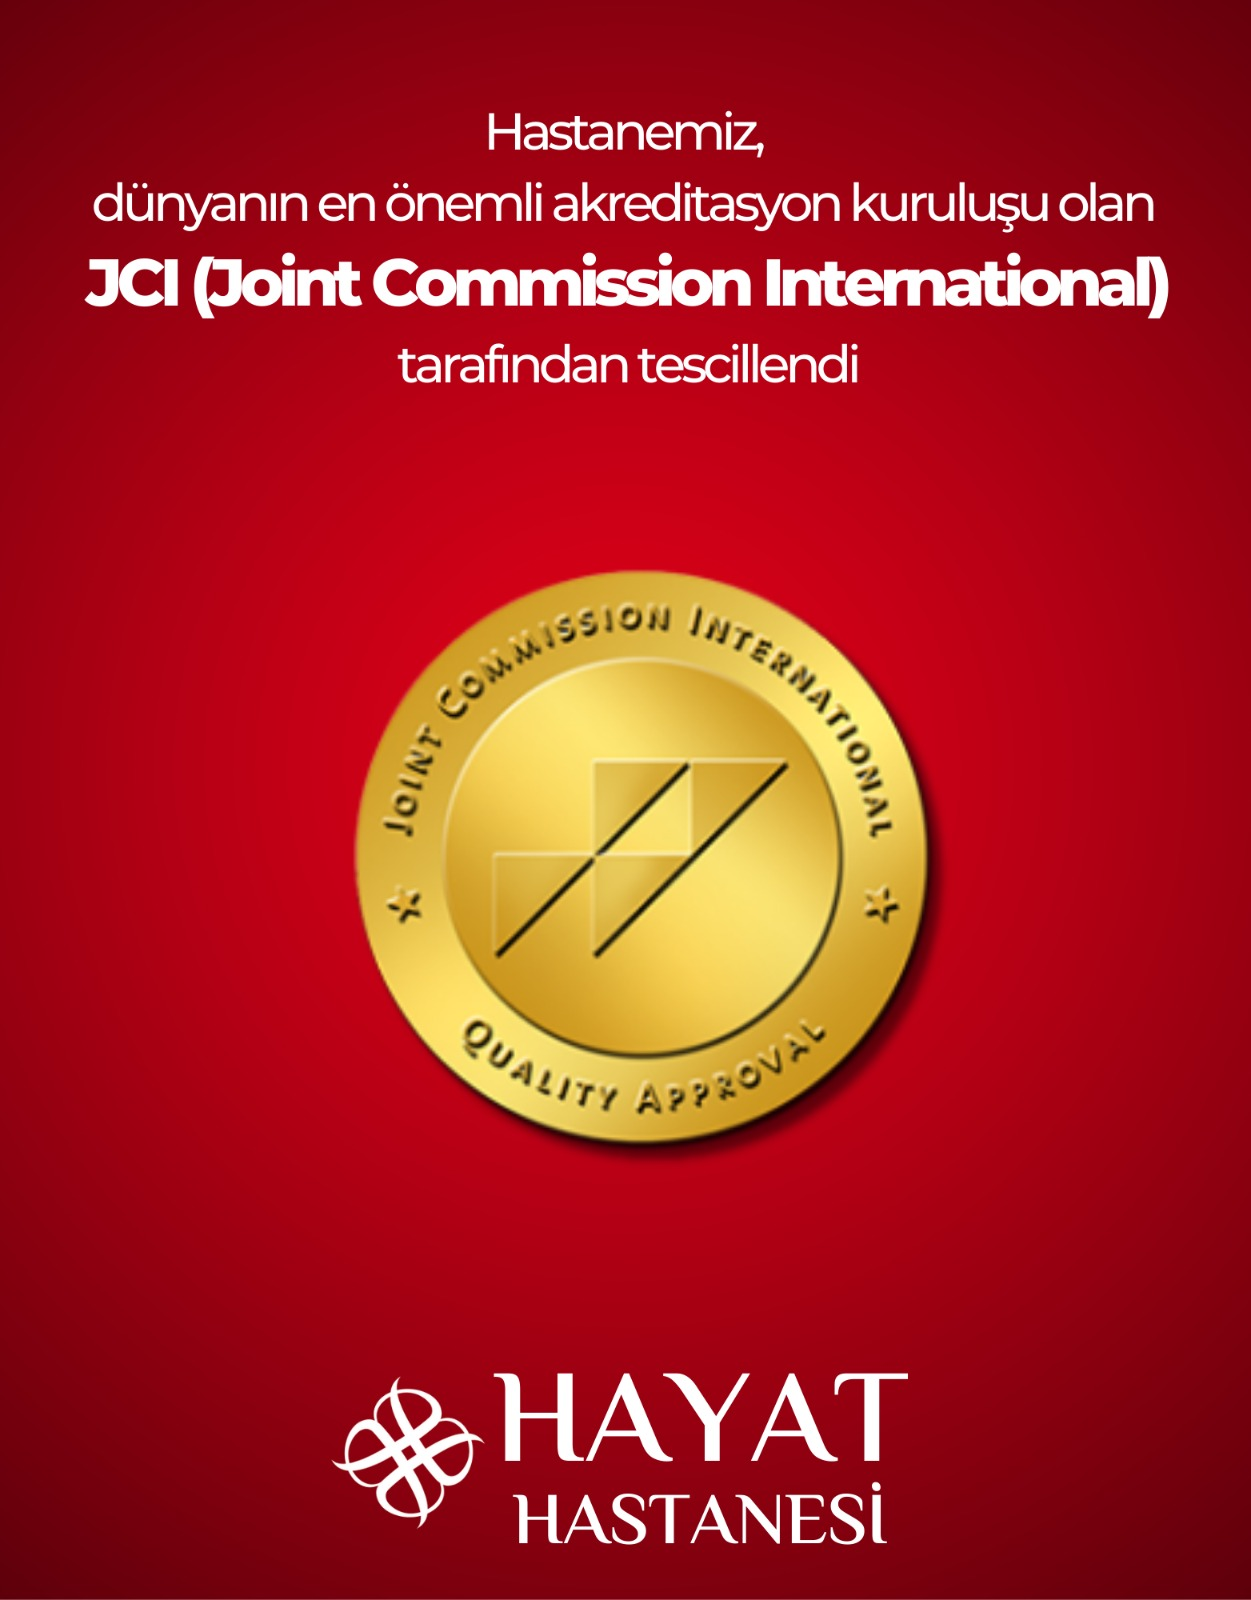 Hastanemiz,
dünyanın en önemli akreditasyon kuruluşu olan
JCI (Joint Commission International)
tarafından tescillendi
Joint Commission International
Quality Approval
HAYAT
HASTANESİ